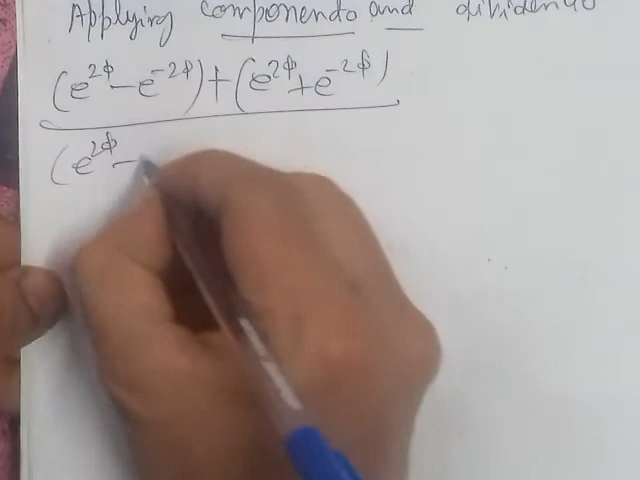 Applying componendo and dividendo
(e^{2φ} - e^{-2φ}) + (e^{2φ} + e^{-2φ})
(e^{2φ} -